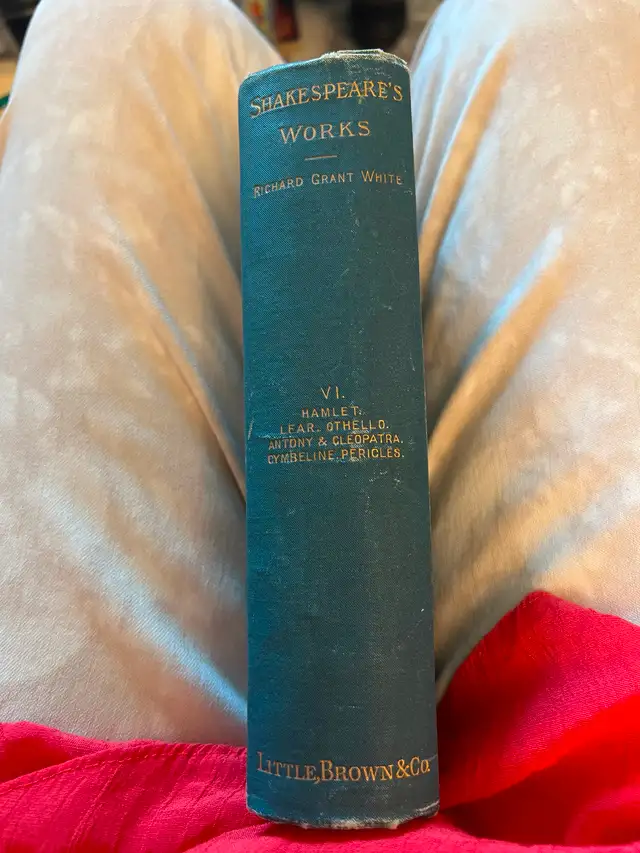 SHAKESPEARE'S
WORKS
RICHARD GRANT WHITE
VI.
HAMLET.
LEAR. OTHELLO.
ANTONY & CLEOPATRA.
CYMBELINE. PERICLES.
LITTLE, BROWN & Co.